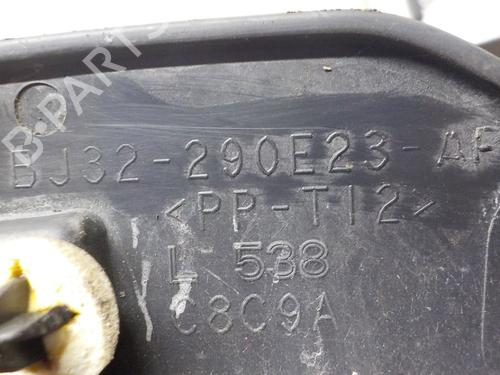 B-PARTS
BJ32-290E23-AF
<PP-T12>
L 538
C8C9A